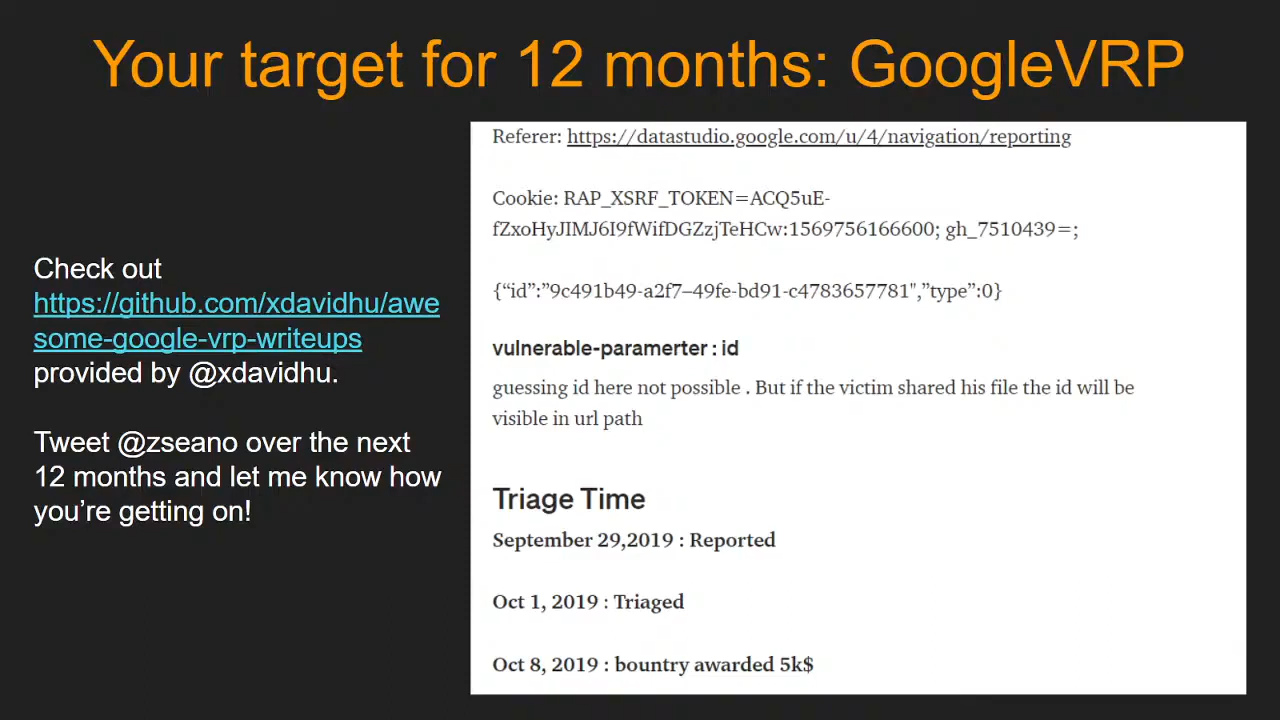 Your target for 12 months: GoogleVRP
Check out
https://github.com/xdavidhu/awe
some-google-vrp-writeups
provided by @xdavidhu.
Tweet @zseano over the next
12 months and let me know how
you're getting on!
Referer: https://datastudio.google.com/u/4/navigation/reporting
Cookie: RAP_XSRF_TOKEN=ACQ5uE-
fZxoHyJIMJ6I9fWifDGZzjTeHCw:1569756166600; gh_7510439=;
{“id”:”9c491b49-a2f7–49fe-bd91-c4783657781",”type”:0}
vulnerable-paramerter : id
guessing id here not possible . But if the victim shared his file the id will be
visible in url path
Triage Time
September 29,2019 : Reported
Oct 1, 2019 : Triaged
Oct 8, 2019 : bountry awarded 5k$